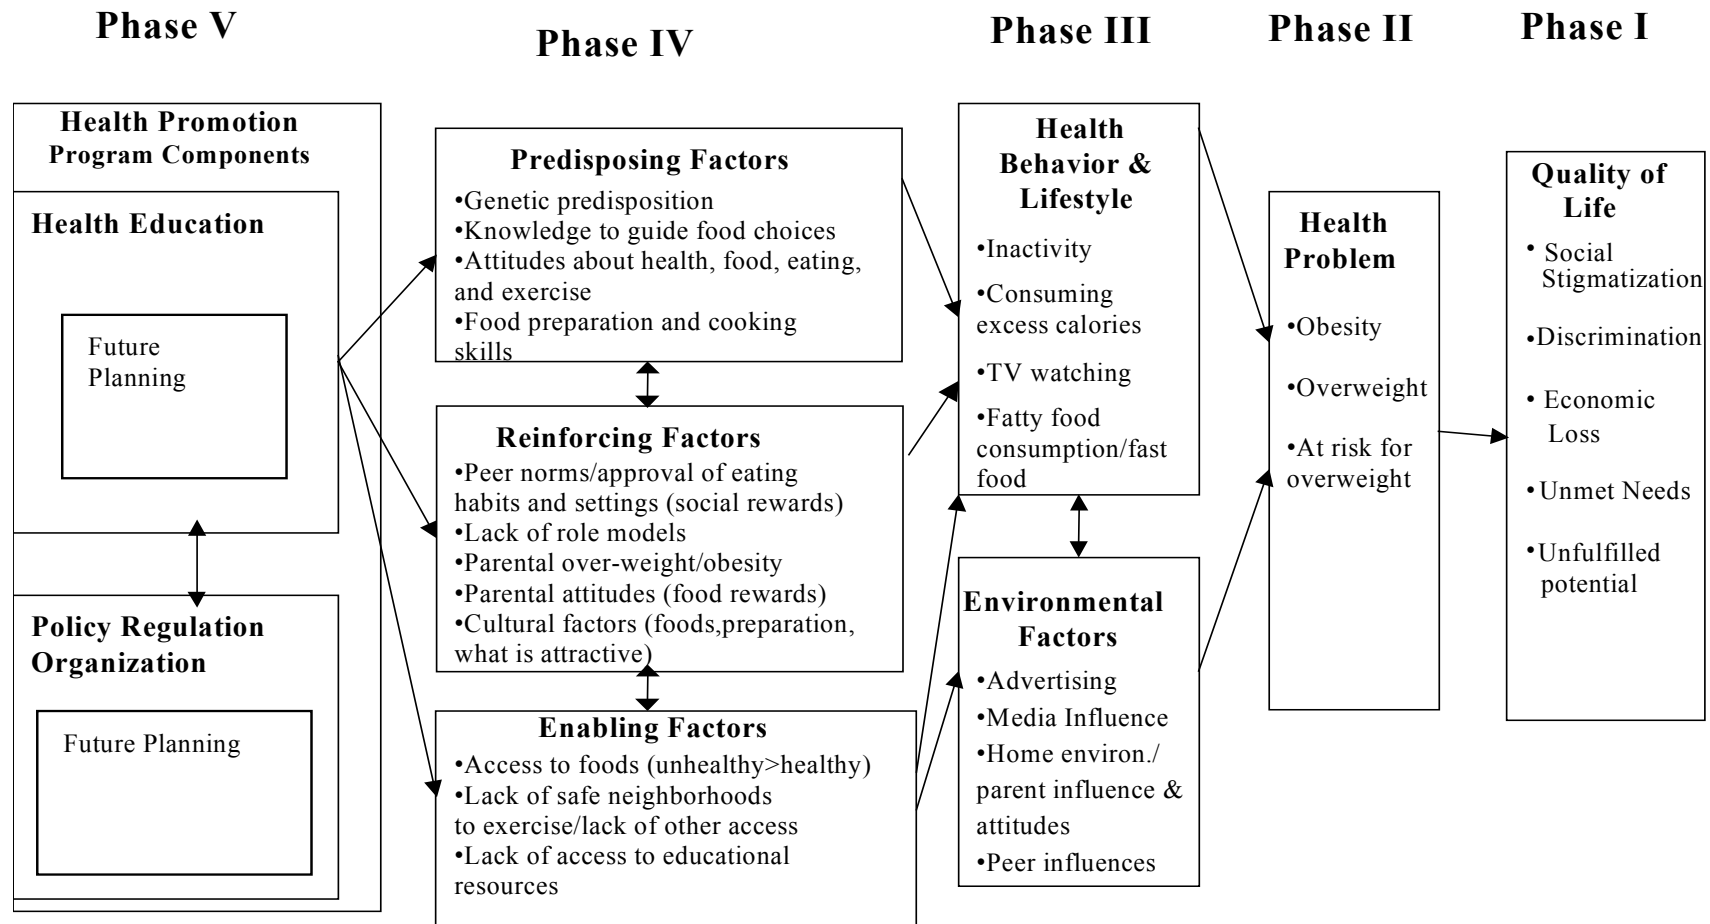 Phase V
Phase IV
Phase III
Phase II
Phase I
Health Promotion
Program Components
Health Education
Future
Planning
Policy Regulation
Organization
Future Planning
Predisposing Factors
•Genetic predisposition
•Knowledge to guide food choices
•Attitudes about health, food, eating,
and exercise
•Food preparation and cooking
skills
Reinforcing Factors
•Peer norms/approval of eating
habits and settings (social rewards)
•Lack of role models
•Parental over-weight/obesity
•Parental attitudes (food rewards)
•Cultural factors (foods,preparation,
what is attractive)
Enabling Factors
•Access to foods (unhealthy>healthy)
•Lack of safe neighborhoods
to exercise/lack of other access
•Lack of access to educational
resources
Health
Behavior &
Lifestyle
•Inactivity
•Consuming
excess calories
•TV watching
•Fatty food
consumption/fast
food
Environmental
Factors
•Advertising
•Media Influence
•Home environ./
parent influence &
attitudes
•Peer influences
Health
Problem
•Obesity
•Overweight
•At risk for
overweight
Quality of
Life
• Social
Stigmatization
•Discrimination
• Economic
Loss
•Unmet Needs
•Unfulfilled
potential